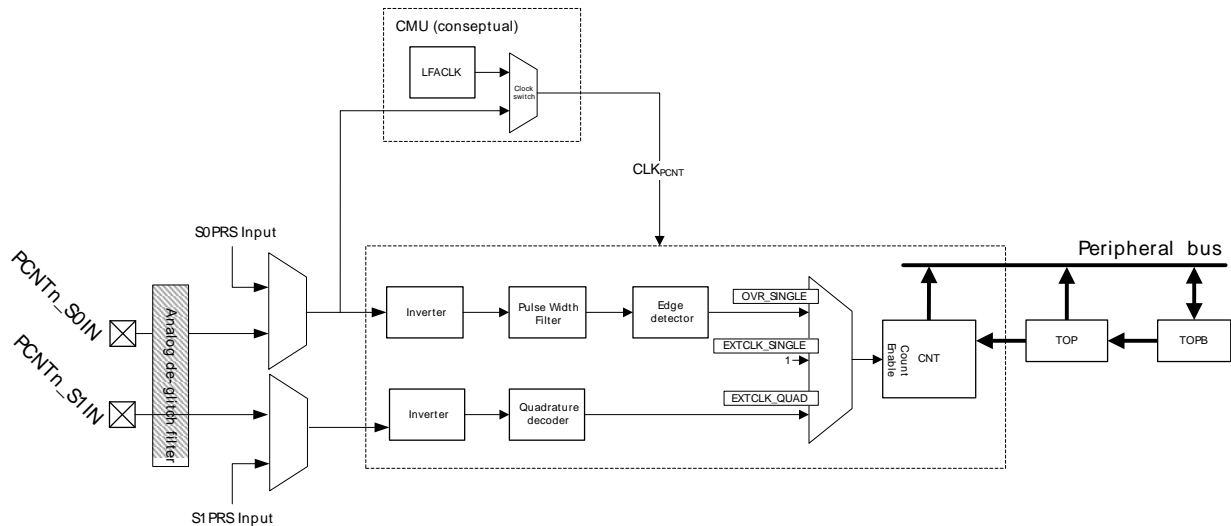 CMU (conseptual)
LFACLK
Clock
switch
CLKPCNT
S0PRS Input
PCNTn_S0IN
PCNTn_S1IN
Analog de-glitch filter
S1PRS Input
Inverter
Pulse Width
Filter
Edge
detector
OVR_SINGLE
EXTCLK_SINGLE
1
EXTCLK_QUAD
Inverter
Quadrature
decoder
Count
Enable
CNT
Peripheral bus
TOP
TOPB